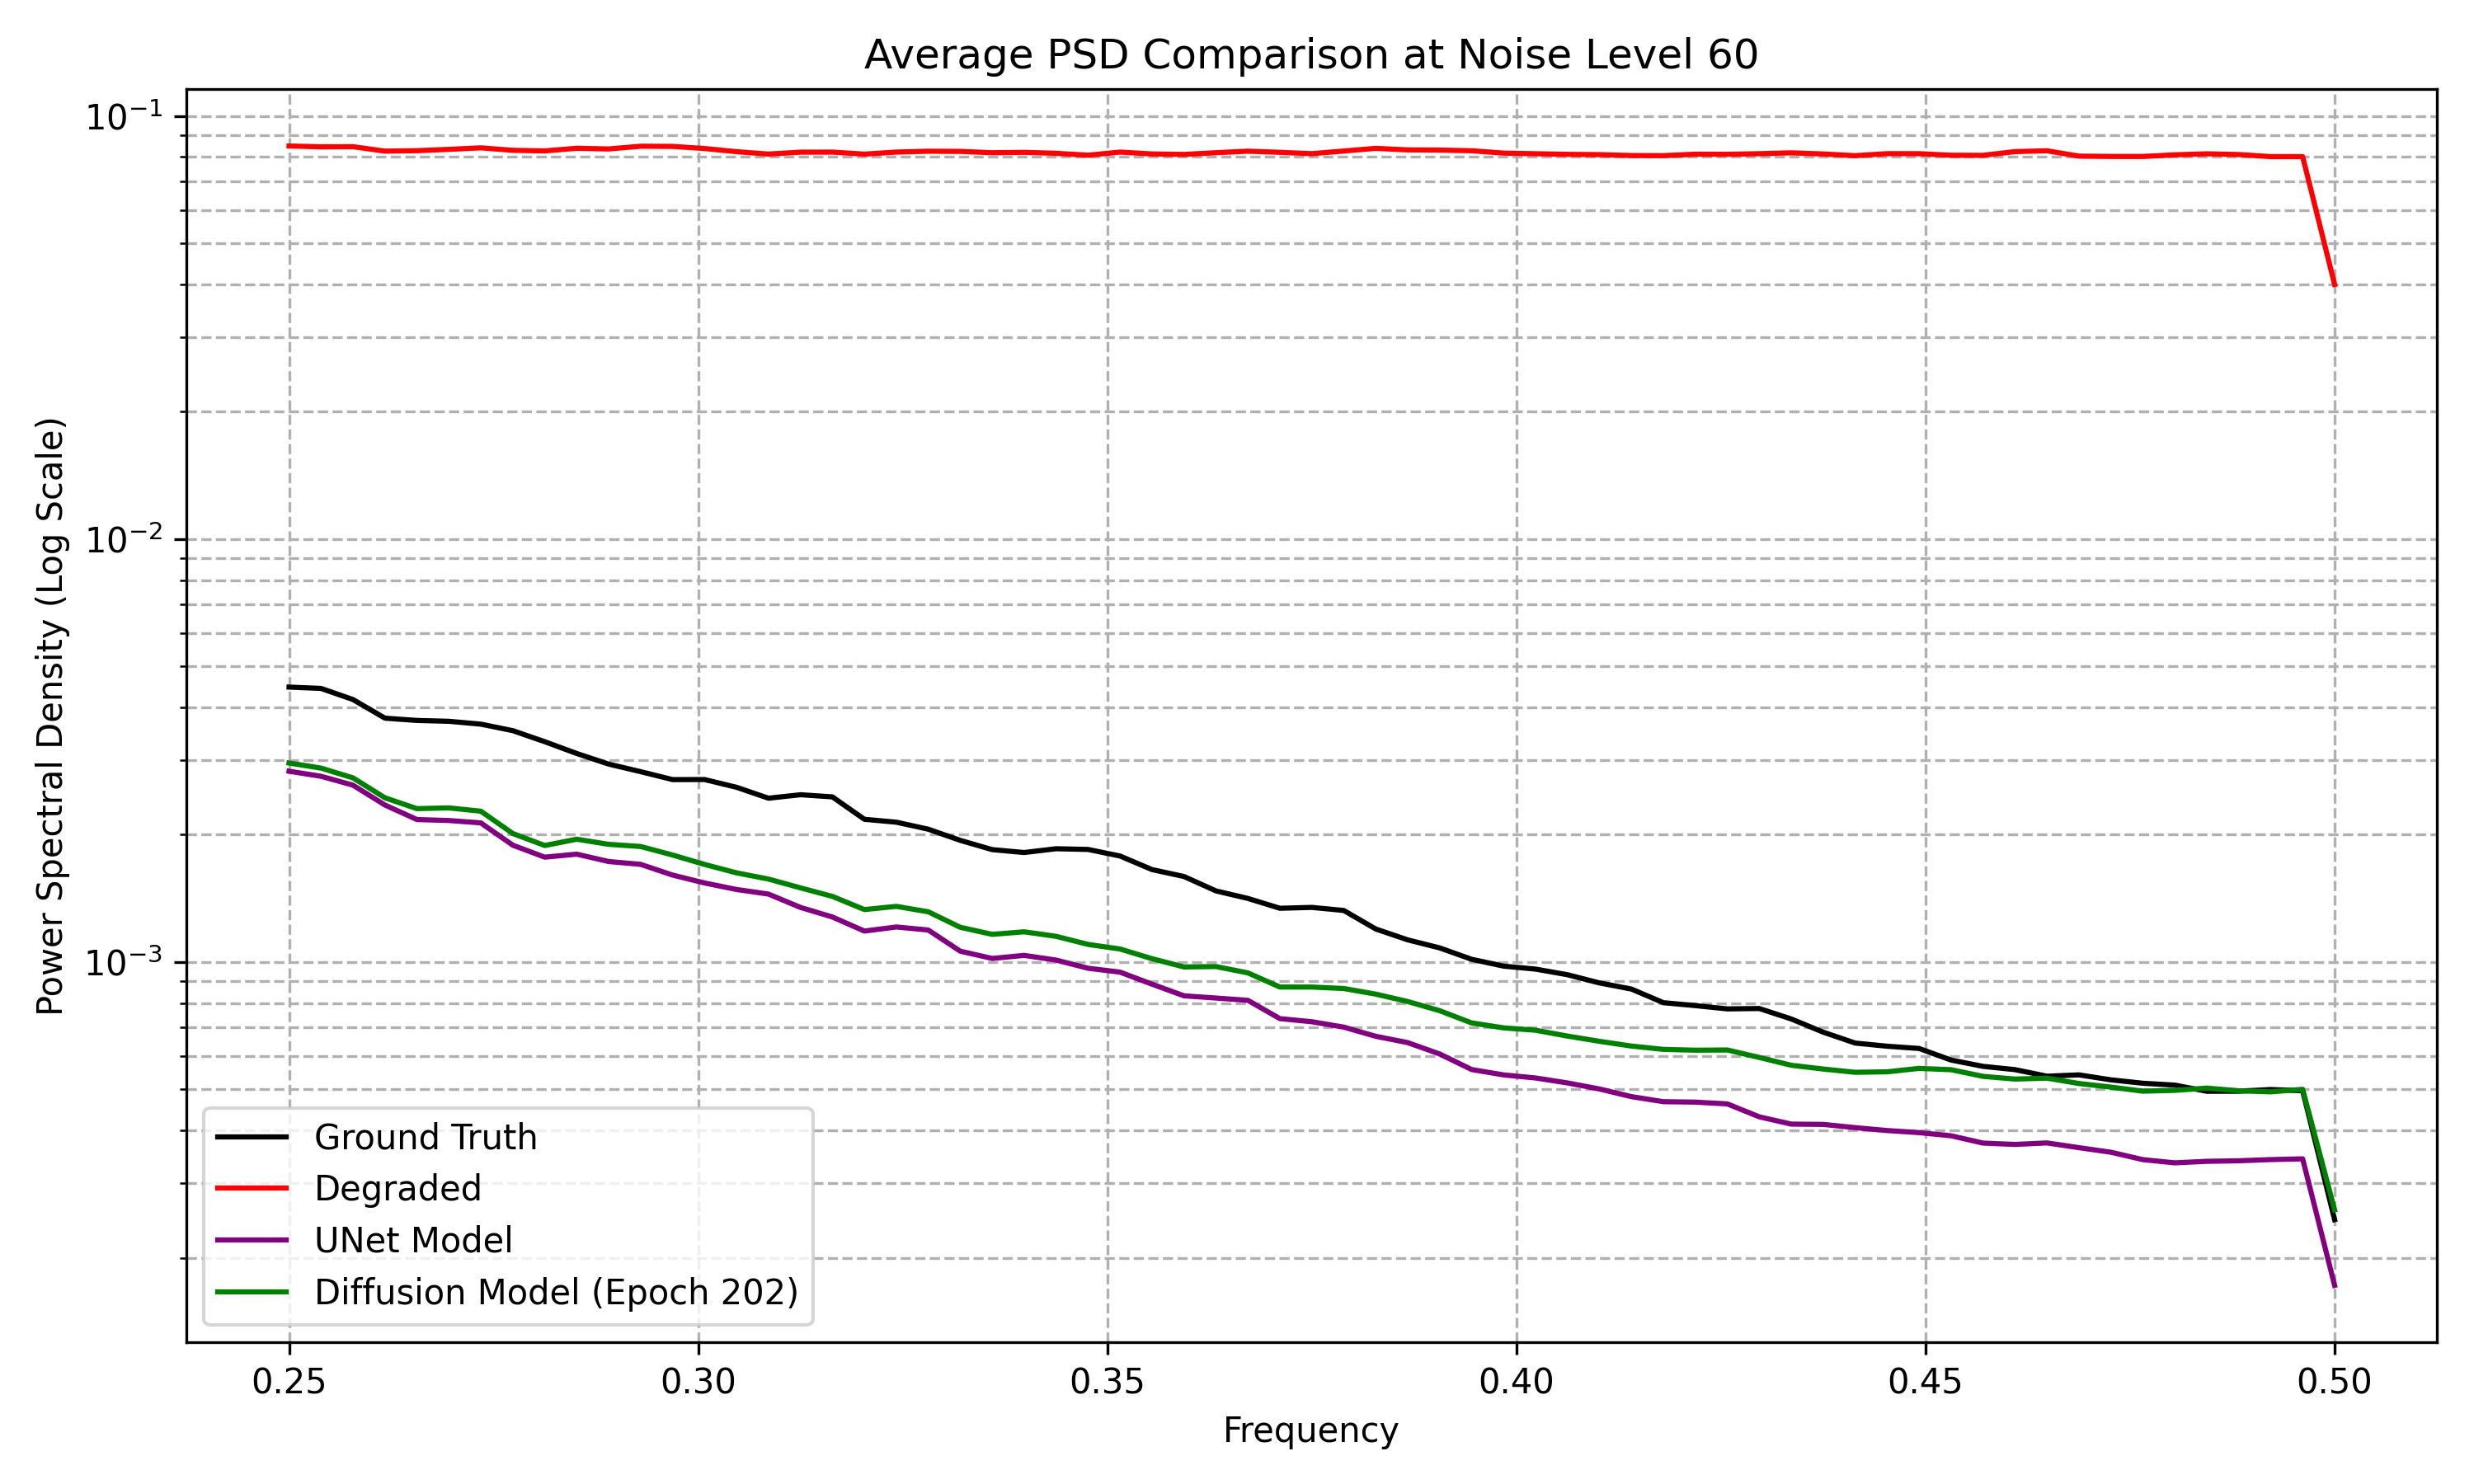 Average PSD Comparison at Noise Level 60
Power Spectral Density (Log Scale)
10⁻¹
10⁻²
10⁻³
Ground Truth
Degraded
UNet Model
Diffusion Model (Epoch 202)
0.25 0.30 0.35 0.40 0.45 0.50
Frequency